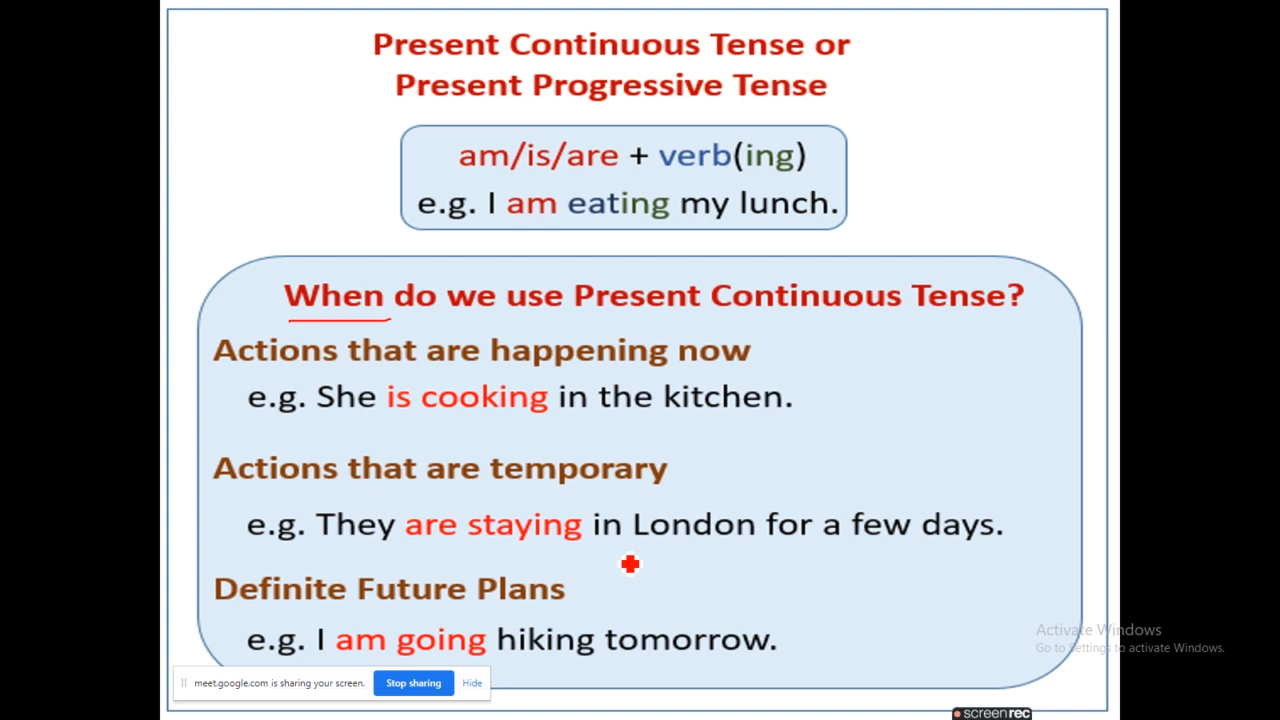 Present Continuous Tense or
Present Progressive Tense
am/is/are + verb(ing)
e.g. I am eating my lunch.
When do we use Present Continuous Tense?
Actions that are happening now
e.g. She is cooking in the kitchen.
Actions that are temporary
e.g. They are staying in London for a few days.
Definite Future Plans
e.g. I am going hiking tomorrow.
Activate Windows
Go to Settings to activate Windows.
meet.google.com is sharing your screen. Stop sharing Hide
screenrec